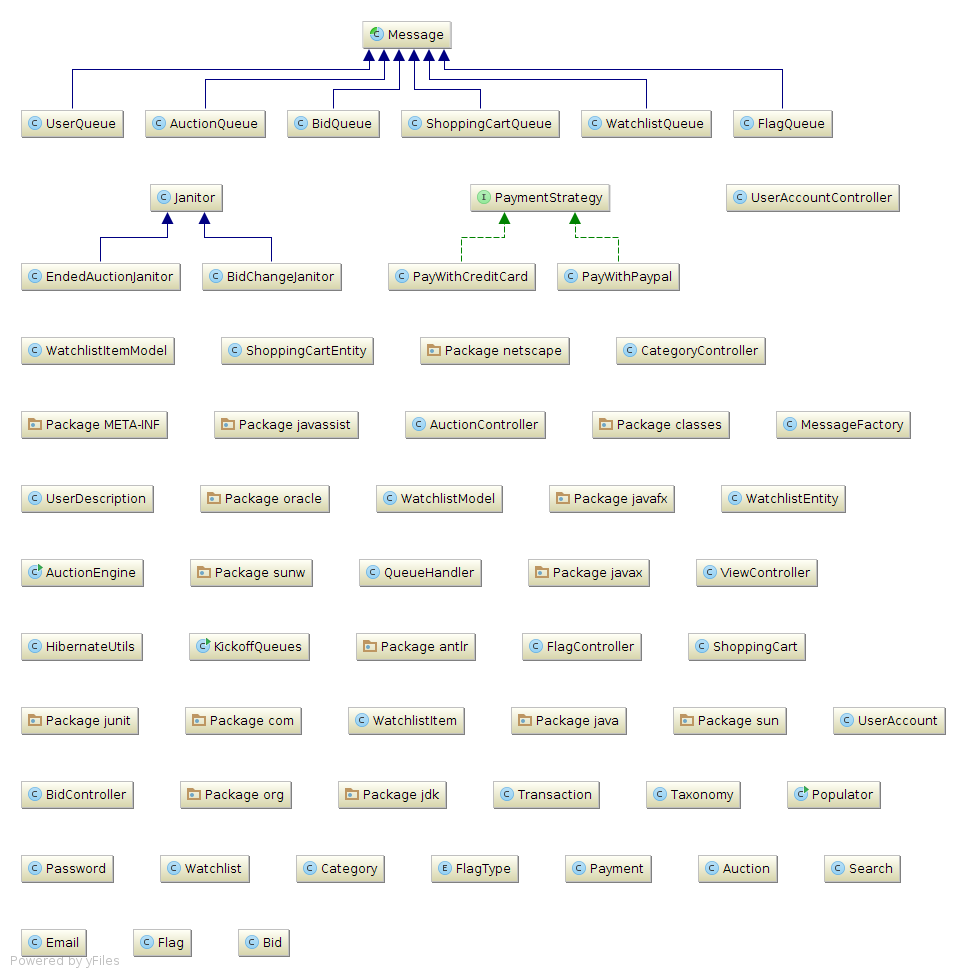 Message
UserQueue AuctionQueue BidQueue ShoppingCartQueue WatchlistQueue FlagQueue
Janitor PaymentStrategy UserAccountController
EndedAuctionJanitor BidChangeJanitor PayWithCreditCard PayWithPaypal
WatchlistItemModel ShoppingCartEntity Package netscape CategoryController
Package META-INF Package javassist AuctionController Package classes MessageFactory
UserDescription Package oracle WatchlistModel Package javafx WatchlistEntity
AuctionEngine Package sunw QueueHandler Package javax ViewController
HibernateUtils KickoffQueues Package antlr FlagController ShoppingCart
Package junit Package com WatchlistItem Package java Package sun UserAccount
BidController Package org Package jdk Transaction Taxonomy Populator
Password Watchlist Category FlagType Payment Auction Search
Email Flag Bid
Powered by yFiles